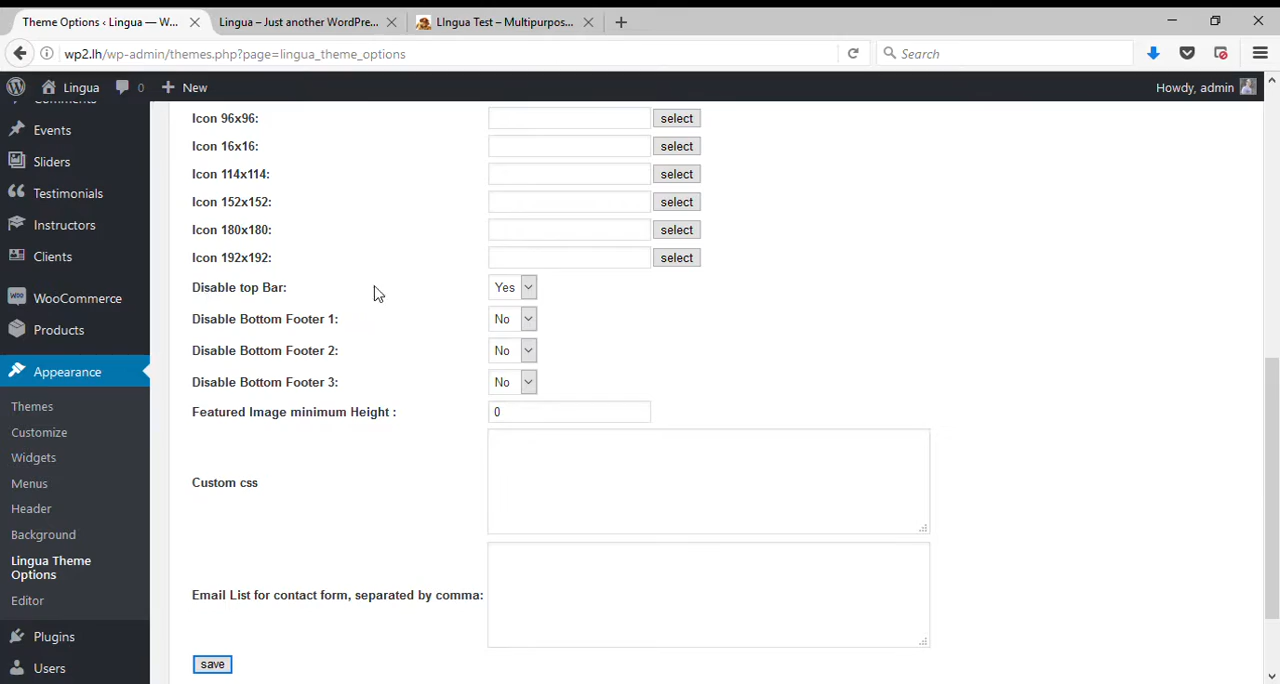 Theme Options ‹ Lingua — W...
Lingua – Just another WordPre...
LIngua Test – Multipurpos...
wp2.lh/wp-admin/themes.php?page=lingua_theme_options
Search
Lingua
0
New
Howdy, admin
Comments
Events
Sliders
Testimonials
Instructors
Clients
WooCommerce
Products
Appearance
Themes
Customize
Widgets
Menus
Header
Background
Lingua Theme
Options
Editor
Plugins
Users
Icon 96x96: select
Icon 16x16: select
Icon 114x114: select
Icon 152x152: select
Icon 180x180: select
Icon 192x192: select
Disable top Bar: Yes
Disable Bottom Footer 1: No
Disable Bottom Footer 2: No
Disable Bottom Footer 3: No
Featured Image minimum Height : 0
Custom css
Email List for contact form, separated by comma:
save